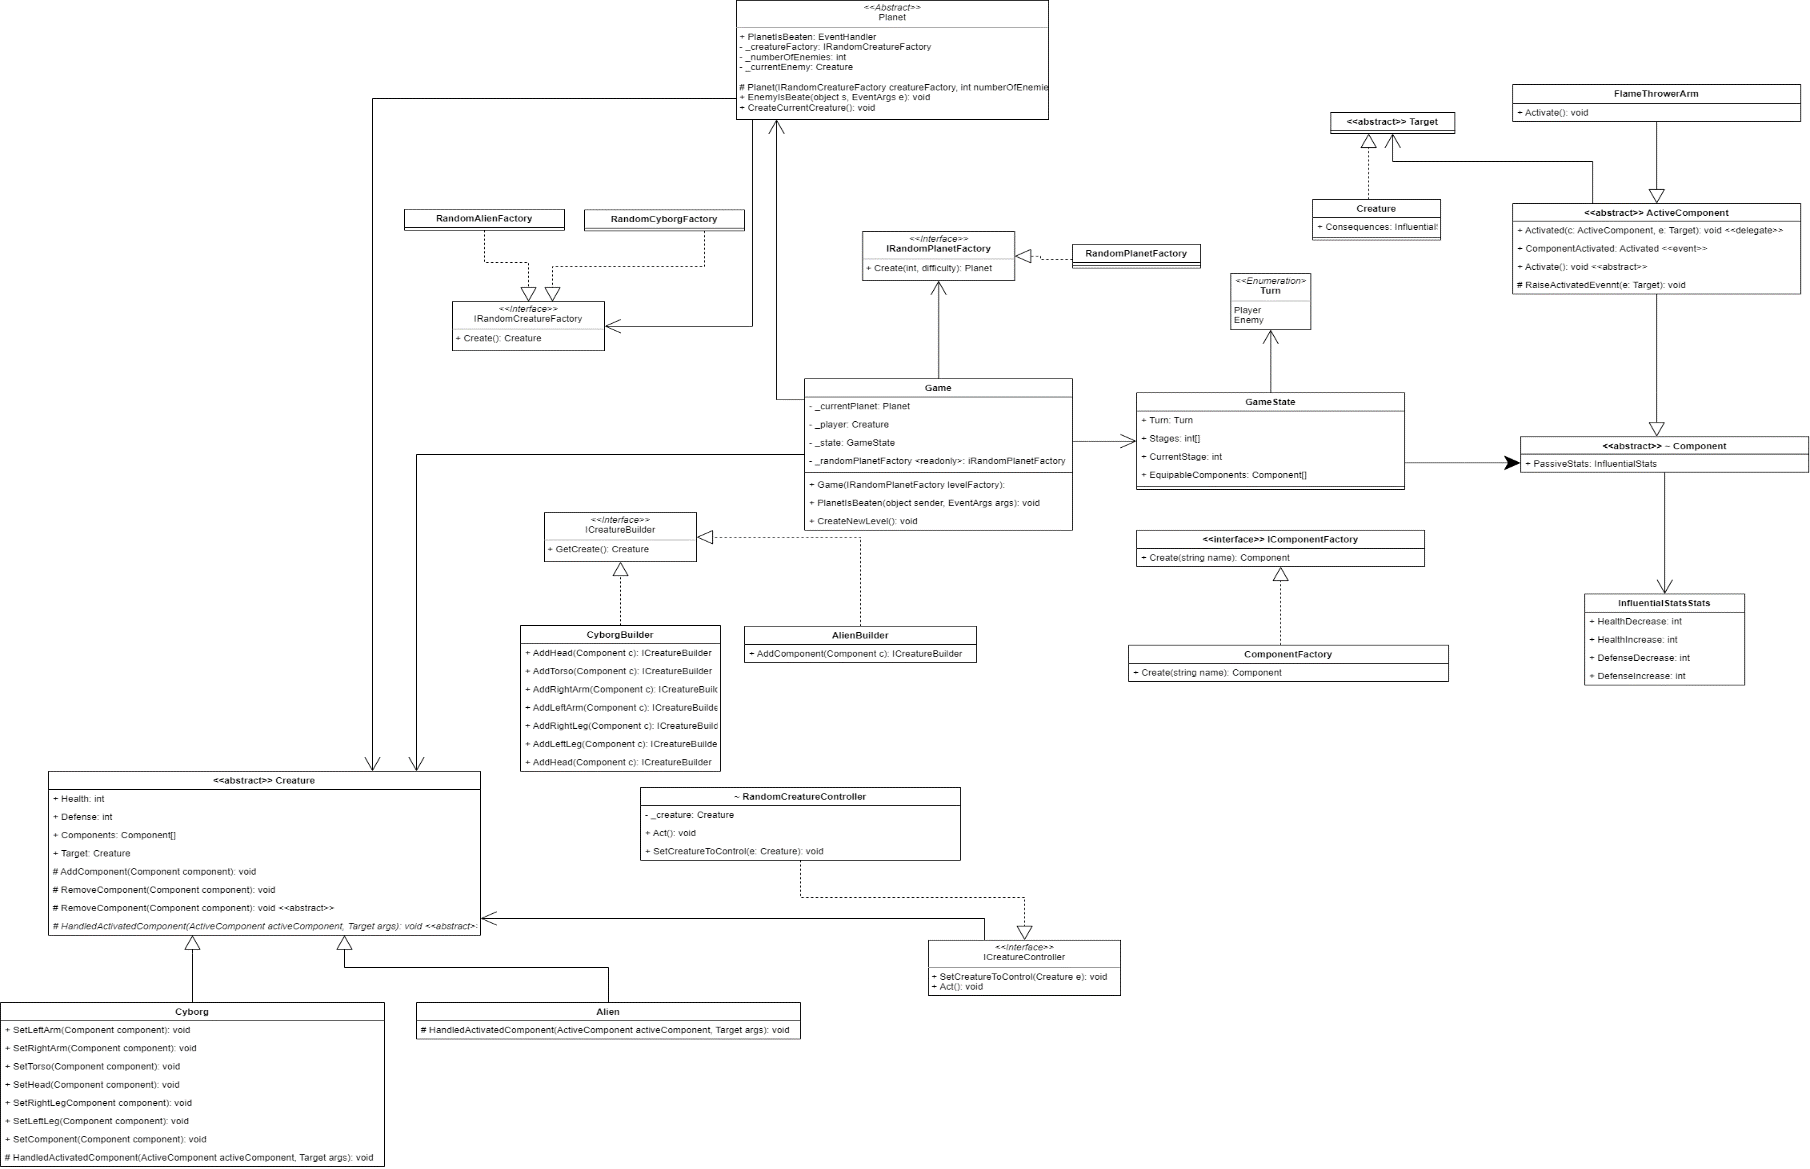 <<Abstract>>
Planet
+ PlanetIsBeaten: EventHandler
- _creatureFactory: IRandomCreatureFactory
- _numberOfEnemies: int
- _currentEnemy: Creature
# Planet(IRandomCreatureFactory creatureFactory, int numberOfEnemie
+ EnemyIsBeate(object s, EventArgs e): void
+ CreateCurrentCreature(): void
FlameThrowerArm
+ Activate(): void
<<abstract>> Target
RandomAlienFactory
RandomCyborgFactory
Creature
+ Consequences: Influential
<<abstract>> ActiveComponent
+ Activated(c: ActiveComponent, e: Target): void <<delegate>>
+ ComponentActivated: Activated <<event>>
+ Activate(): void <<abstract>>
# RaiseActivatedEvennt(e: Target): void
<<Interface>>
IRandomPlanetFactory
+ Create(int, difficulty): Planet
RandomPlanetFactory
<<Enumeration>
Turn
Player
Enemy
<<Interface>>
IRandomCreatureFactory
+ Create(): Creature
Game
- _currentPlanet: Planet
- _player: Creature
- _state: GameState
- _randomPlanetFactory <readonly>: iRandomPlanetFactory
+ Game(IRandomPlanetFactory levelFactory):
+ PlanetIsBeaten(object sender, EventArgs args): void
+ CreateNewLevel(): void
GameState
+ Turn: Turn
+ Stages: int[]
+ CurrentStage: int
+ EquipableComponents: Component[]
<<abstract>> ~ Component
+ PassiveStats: InfluentialStats
<<Interface>>
ICreatureBuilder
+ GetCreate(): Creature
<<interface>> IComponentFactory
+ Create(string name): Component
InfluentialStatsStats
+ HealthDecrease: int
+ HealthIncrease: int
+ DefenseDecrease: int
+ DefenseIncrease: int
CyborgBuilder
+ AddHead(Component c): ICreatureBuilder
+ AddTorso(Component c): ICreatureBuilder
+ AddRightArm(Component c): ICreatureBuilc
+ AddLeftArm(Component c): ICreatureBuilde
+ AddRightLeg(Component c): ICreatureBuild
+ AddLeftLeg(Component c): ICreatureBuilde
+ AddHead(Component c): ICreatureBuilder
AlienBuilder
+ AddComponent(Component c): ICreatureBuilder
ComponentFactory
+ Create(string name): Component
<<abstract>> Creature
+ Health: int
+ Defense: int
+ Components: Component[]
+ Target: Creature
# AddComponent(Component component): void
# RemoveComponent(Component component): void
# RemoveComponent(Component component): void <<abstract>>
# HandledActivatedComponent(ActiveComponent activeComponent, Target args): void <<abstract>
~ RandomCreatureController
- _creature: Creature
+ Act(): void
+ SetCreatureToControl(e: Creature): void
<<Interface>>
ICreatureController
+ SetCreatureToControl(Creature e): void
+ Act(): void
Cyborg
+ SetLeftArm(Component component): void
+ SetRightArm(Component component): void
+ SetTorso(Component component): void
+ SetHead(Component component): void
+ SetRightLegComponent component): void
+ SetLeftLeg(Component component): void
+ SetComponent(Component component): void
# HandledActivatedComponent(ActiveComponent activeComponent, Target args): void
Alien
# HandledActivatedComponent(ActiveComponent activeComponent, Target args): void